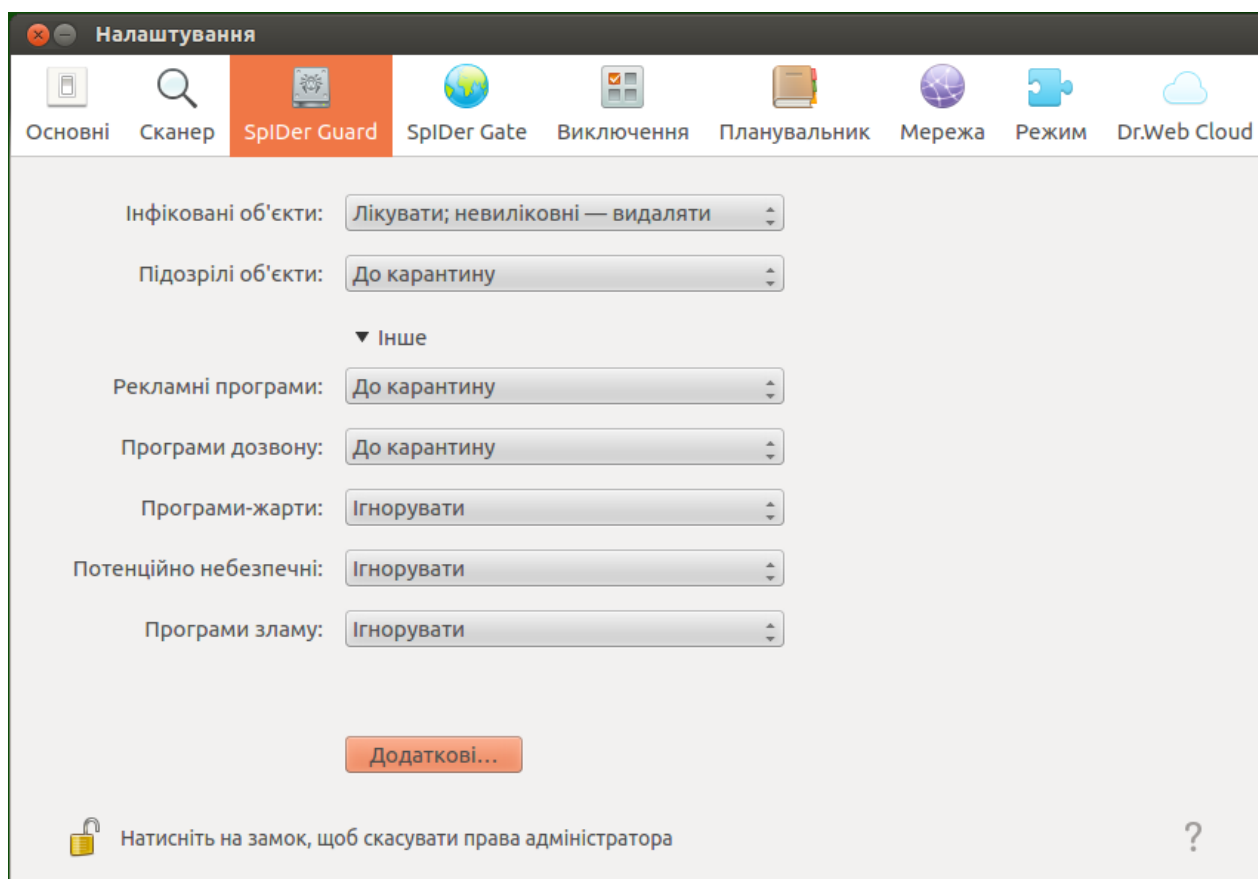 Налаштування
Основні Сканер SpIDer Guard SpIDer Gate Виключення Планувальник Мережа Режим Dr.Web Cloud
Інфіковані об'єкти: Лікувати; невиліковні — видаляти
Підозрілі об'єкти: До карантину
▼ Інше
Рекламні програми: До карантину
Програми дозвону: До карантину
Програми-жарти: Ігнорувати
Потенційно небезпечні: Ігнорувати
Програми зламу: Ігнорувати
Додаткові...
Натисніть на замок, щоб скасувати права адміністратора ?